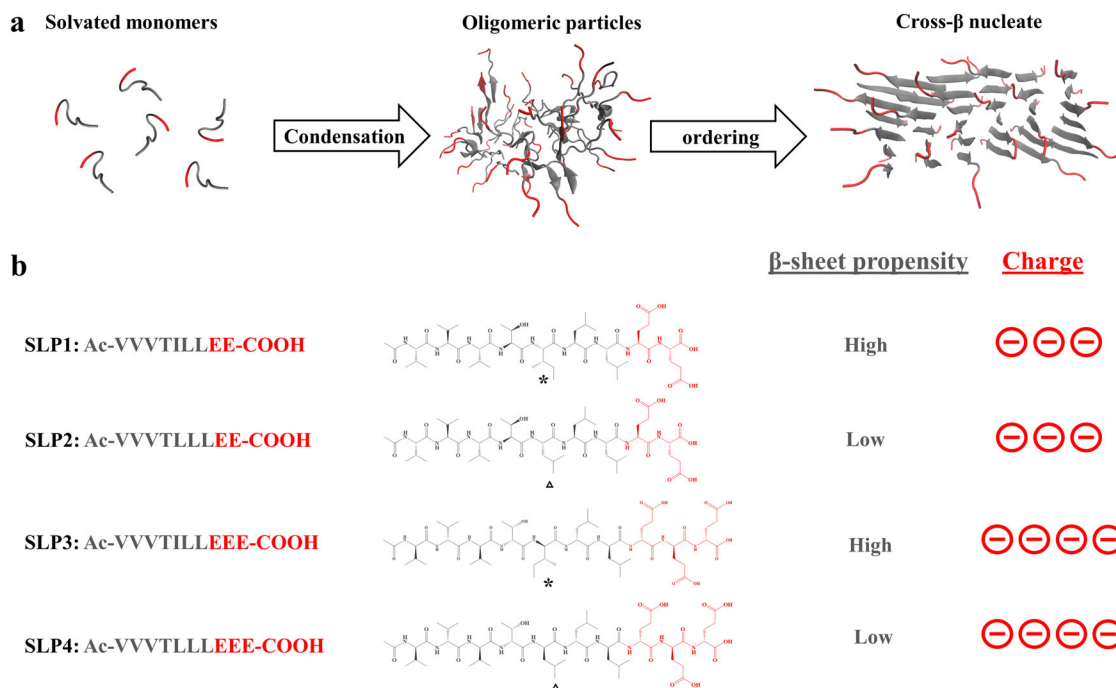 a
Solvated monomers
Oligomeric particles
Cross-β nucleate
Condensation
ordering
b
β-sheet propensity
Charge
SLP1: Ac-VVVTILLEE-COOH
High
*
SLP2: Ac-VVVTLLLEE-COOH
Low
SLP3: Ac-VVVTILLEEE-COOH
High
*
SLP4: Ac-VVVTLLLEEE-COOH
Low